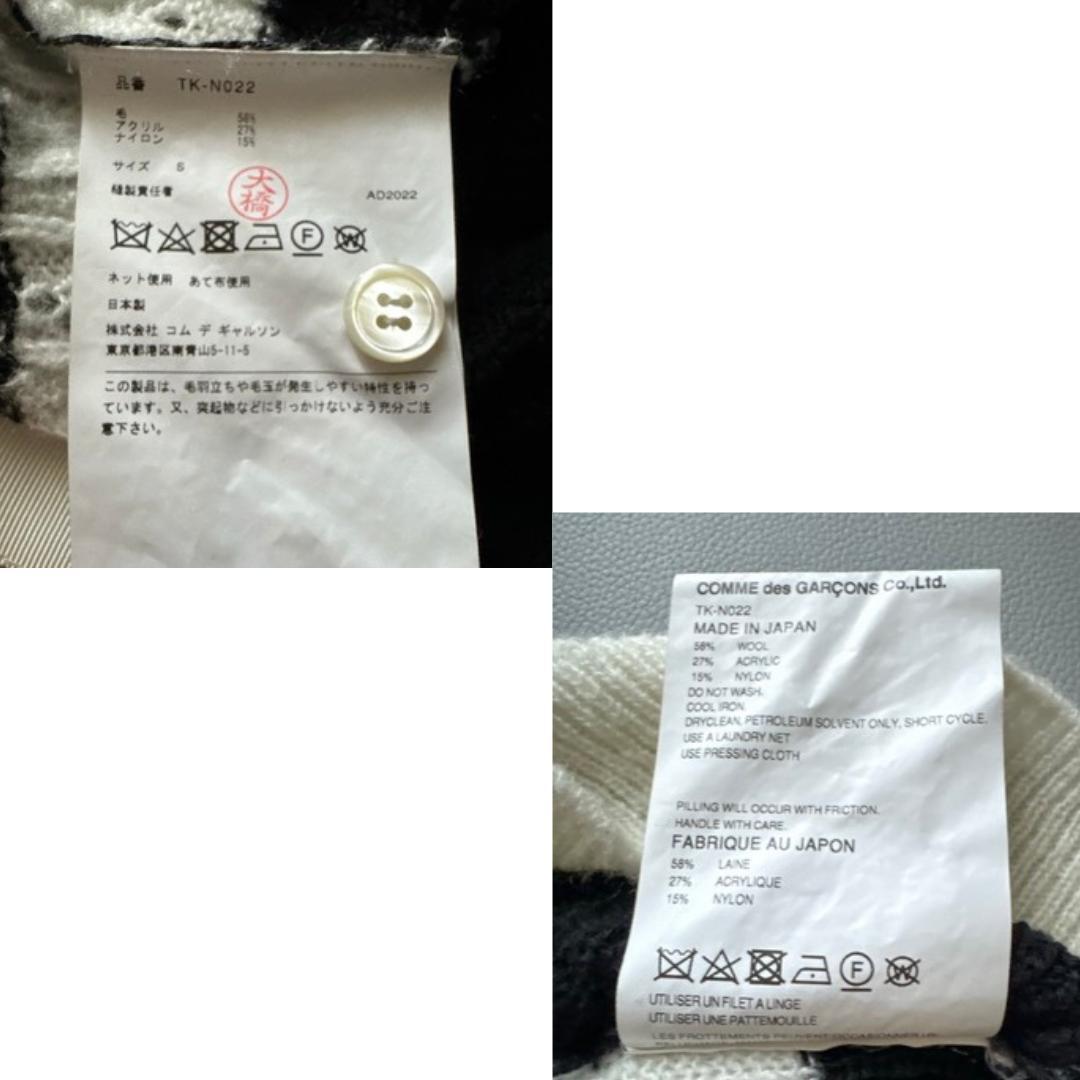 品番 TK-N022
毛 58%
アクリル 27%
ナイロン 15%
サイズ S
縫製責任者 大橋 AD2022
F W
ネット使用 あて布使用
日本製
株式会社 コム デ ギャルソン
東京都港区南青山5-11-5
この製品は、毛羽立ちや毛玉が発生しやすい特性を持っ
ています。又、突起物などに引っかけないよう充分ご注
意下さい。
COMME des GARÇONS Co.,Ltd.
TK-N022
MADE IN JAPAN
58% WOOL
27% ACRYLIC
15% NYLON
DO NOT WASH.
COOL IRON.
DRYCLEAN, PETROLEUM SOLVENT ONLY, SHORT CYCLE.
USE A LAUNDRY NET
USE PRESSING CLOTH
PILLING WILL OCCUR WITH FRICTION.
HANDLE WITH CARE.
FABRIQUE AU JAPON
58% LAINE
27% ACRYLIQUE
15% NYLON
F W
UTILISER UN FILET A LINGE
UTILISER UNE PATTEMOUILLE
LES FROTTEMENTS PEUVENT OCCASIONNER